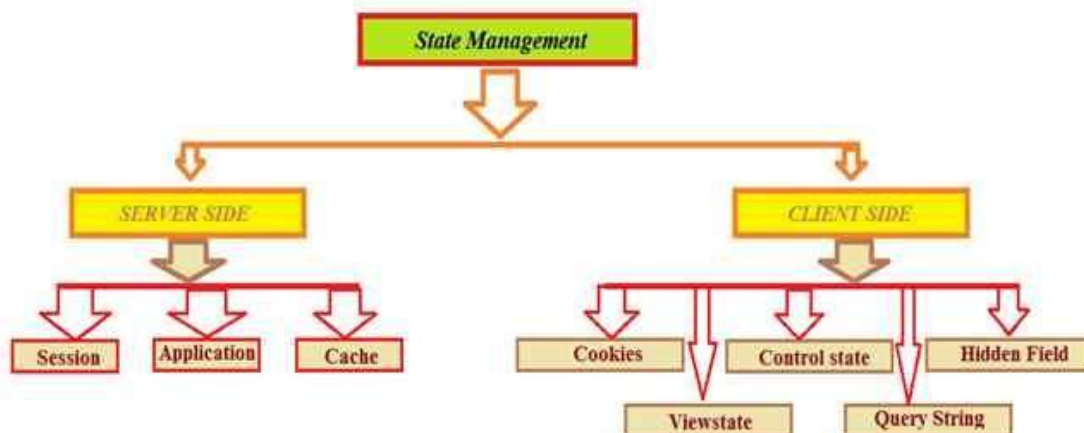 State Management
SERVER SIDE
CLIENT SIDE
Session
Application
Cache
Cookies
Control state
Hidden Field
Viewstate
Query String